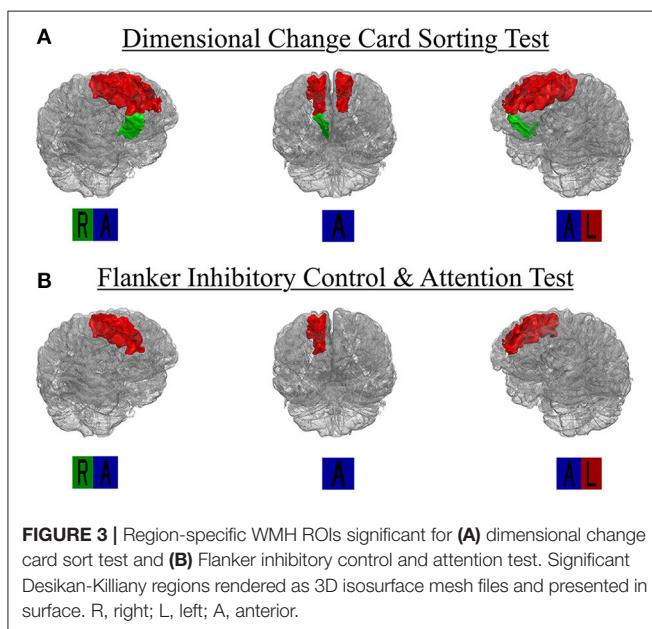 A
Dimensional Change Card Sorting Test
R A
A
A L
B
Flanker Inhibitory Control & Attention Test
R A
A
A L
FIGURE 3 | Region-specific WMH ROIs significant for (A) dimensional change
card sort test and (B) Flanker inhibitory control and attention test. Significant
Desikan-Killiany regions rendered as 3D isosurface mesh files and presented in
surface. R, right; L, left; A, anterior.